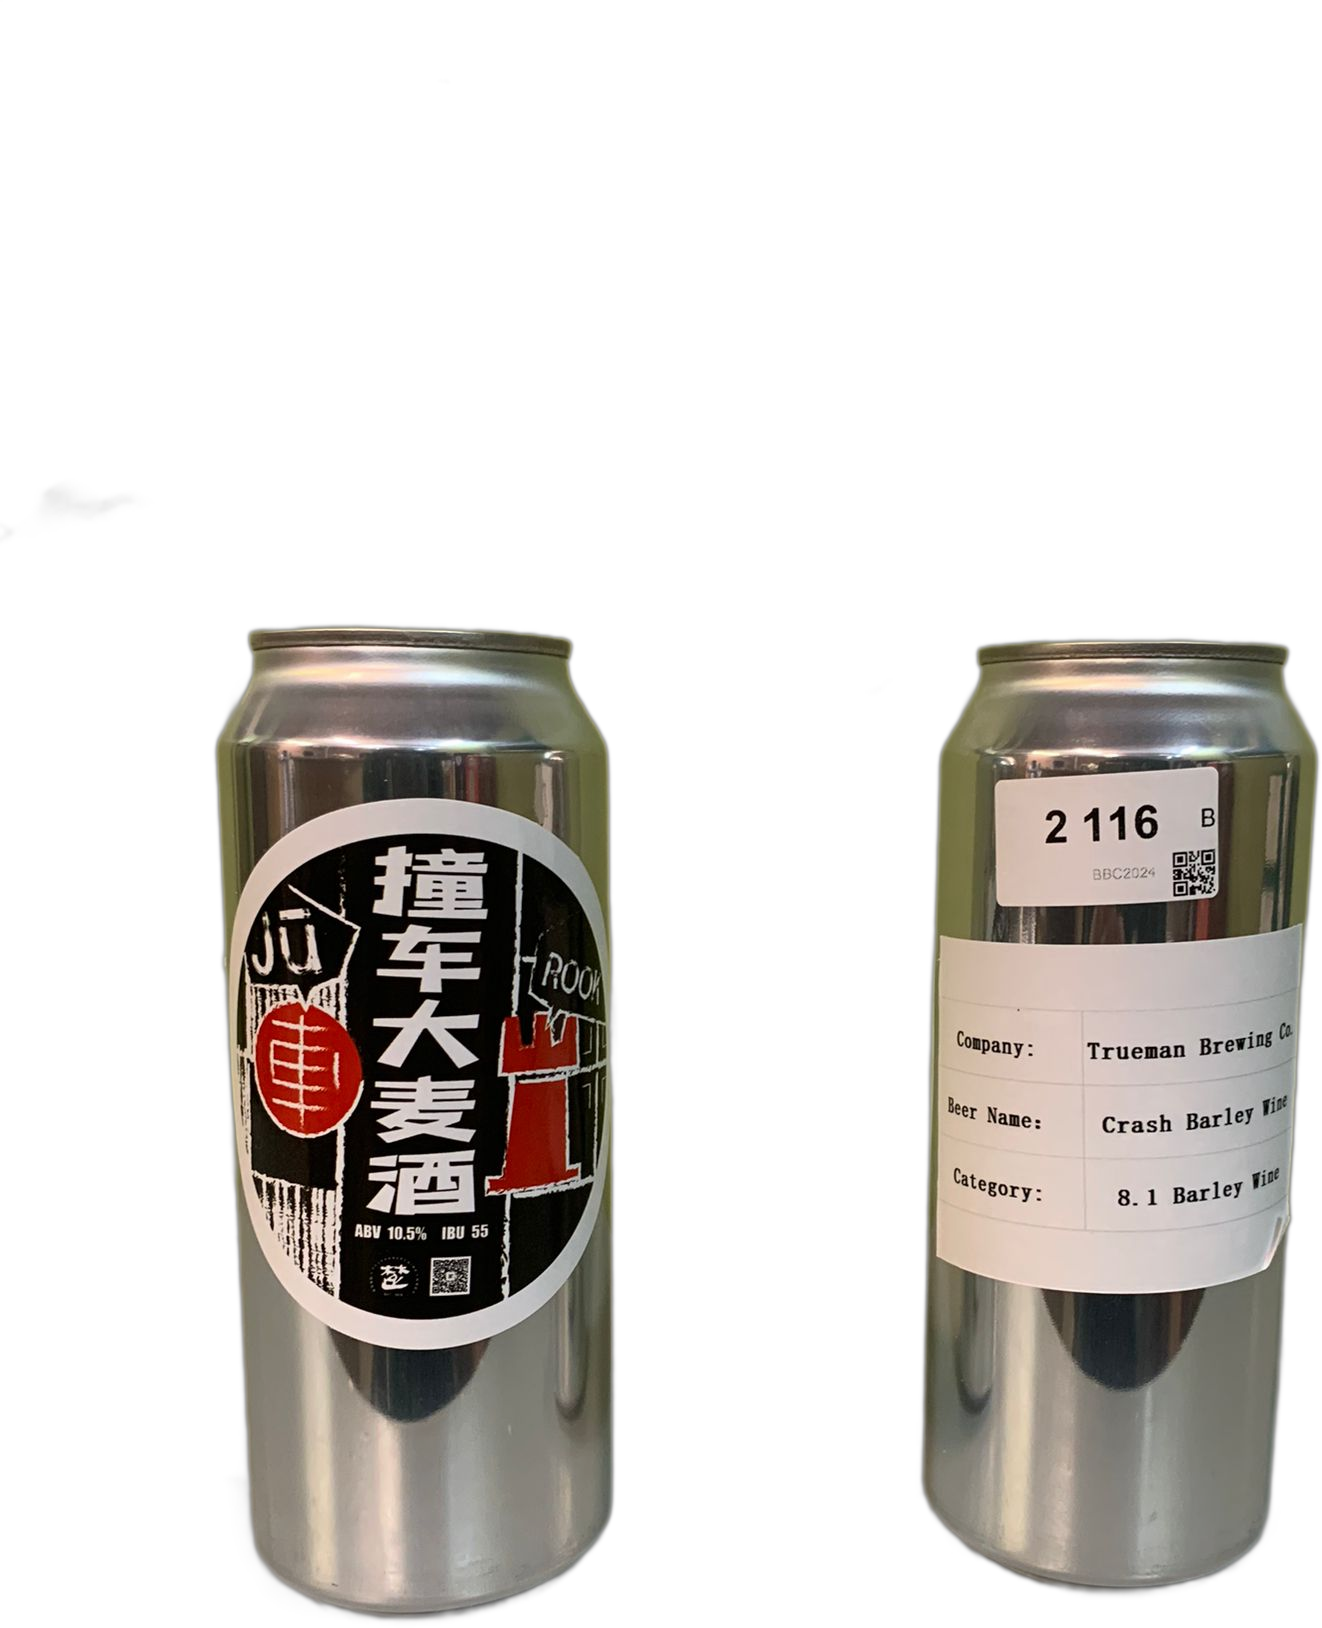 撞
车
大
麦
酒
Jū
車
ROOK
ABV 10.5% IBU 55
2 116 B
BBC2024
Company: Trueman Brewing Co.
Beer Name: Crash Barley Wine
Category: 8.1 Barley Wine